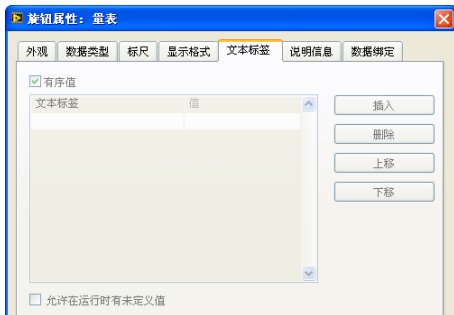 旋钮属性：量表
外观 数据类型 标尺 显示格式 文本标签 说明信息 数据绑定
有序值
文本标签 值
插入
删除
上移
下移
允许在运行时有未定义值